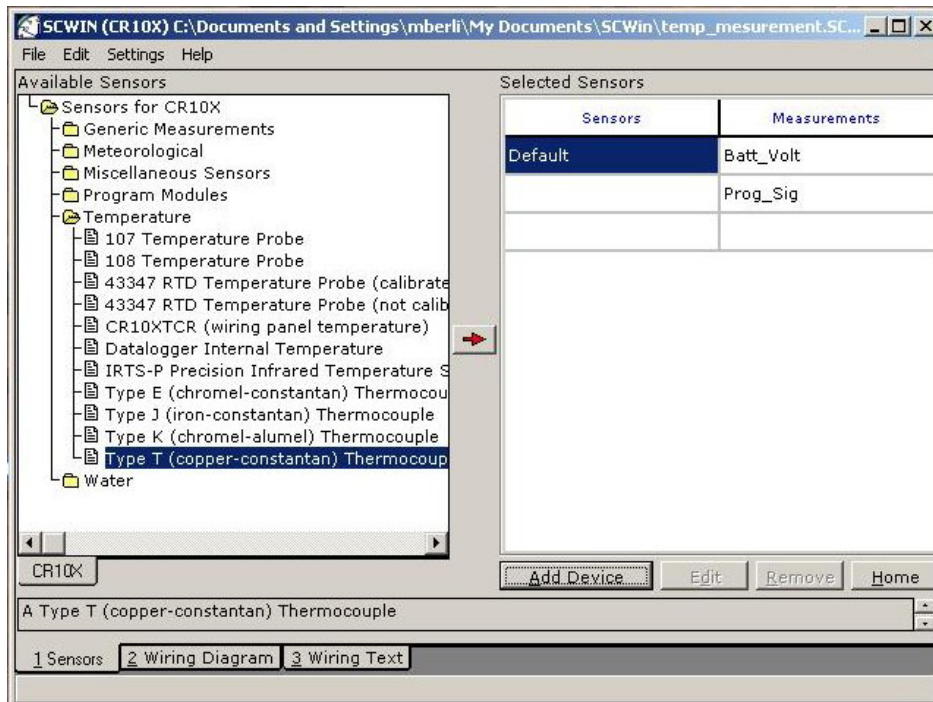 SCWIN (CR10X) C:\Documents and Settings\mberli\My Documents\SCWin\temp_mesurement.SC...
File Edit Settings Help
Available Sensors
Sensors for CR10X
Generic Measurements
Meteorological
Miscellaneous Sensors
Program Modules
Temperature
107 Temperature Probe
108 Temperature Probe
43347 RTD Temperature Probe (calibrate
43347 RTD Temperature Probe (not calib
CR10XTCR (wiring panel temperature)
Datalogger Internal Temperature
IRTS-P Precision Infrared Temperature S
Type E (chromel-constantan) Thermocou
Type J (iron-constantan) Thermocouple
Type K (chromel-alumel) Thermocouple
Type T (copper-constantan) Thermocoup
Water
CR10X
Selected Sensors
Sensors Measurements
Default Batt_Volt
Prog_Sig
Add Device Edit Remove Home
A Type T (copper-constantan) Thermocouple
1 Sensors 2 Wiring Diagram 3 Wiring Text